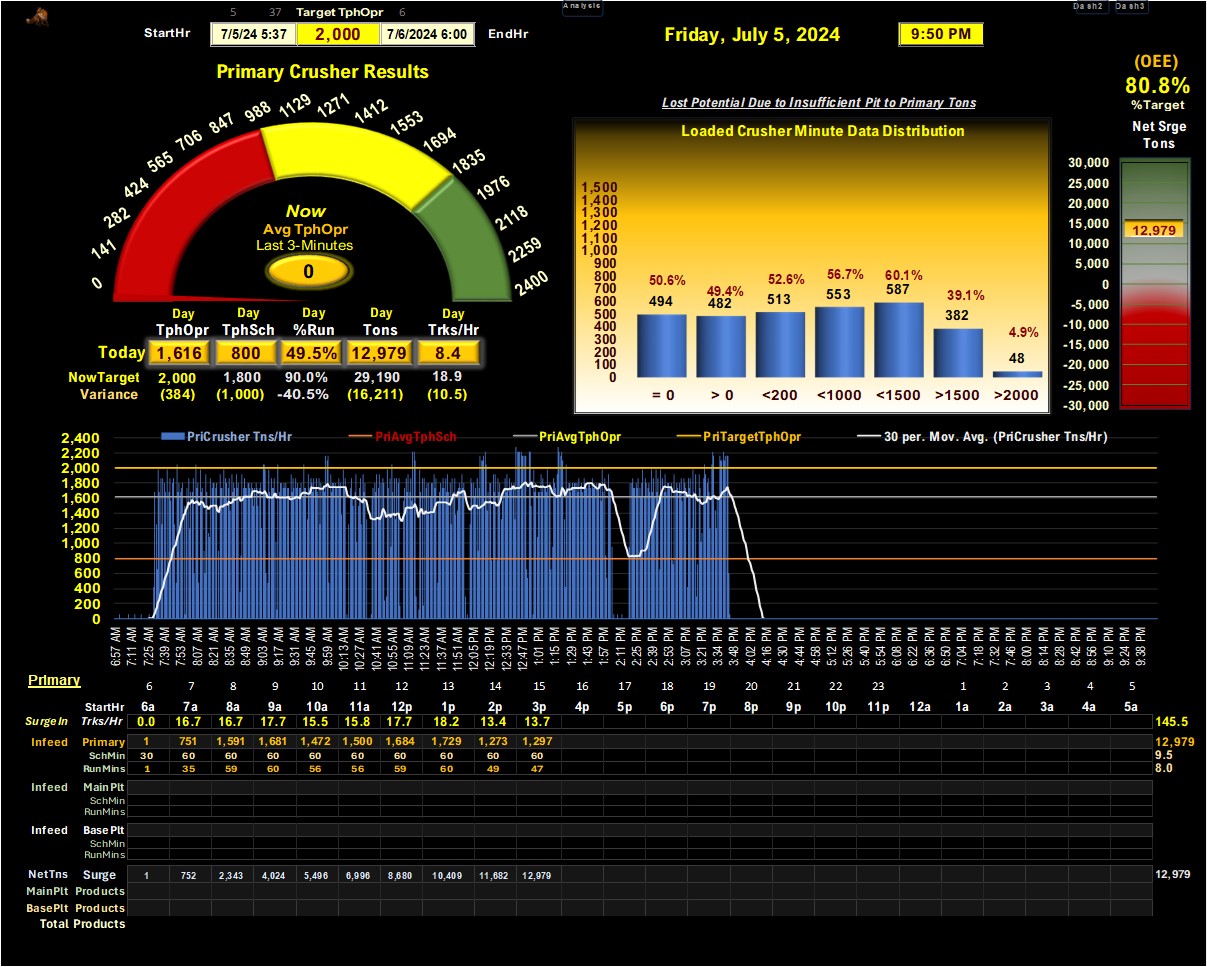 Analysis
Dash2 Dash3
5 37 Target TphOpr 6
StartHr 7/5/24 5:37 2,000 7/6/2024 6:00 EndHr
Friday, July 5, 2024 9:50 PM
(OEE)
80.8%
%Target
Net Srge
Tons
30,000
25,000
20,000
15,000
12,979
10,000
5,000
0
-5,000
-10,000
-15,000
-20,000
-25,000
-30,000
Primary Crusher Results
0 141 282 424 565 706 847 988 1129 1271 1412 1553 1694 1835 1976 2118 2259 2400
Now
Avg TphOpr
Last 3-Minutes
0
Day Day Day Day Day
TphOpr TphSch %Run Tons Trks/Hr
Today 1,616 800 49.5% 12,979 8.4
NowTarget 2,000 1,800 90.0% 29,190 18.9
Variance (384) (1,000) -40.5% (16,211) (10.5)
Lost Potential Due to Insufficient Pit to Primary Tons
Loaded Crusher Minute Data Distribution
1,500
1,400
1,300
1,200
1,100
1,000
900
800
700
600
500
400
300
200
100
0
50.6% 49.4% 52.6% 56.7% 60.1% 39.1% 4.9%
494 482 513 553 587 382 48
= 0 > 0 <200 <1000 <1500 >1500 >2000
PriCrusher Tns/Hr PriAvgTphSch PriAvgTphOpr PriTargetTphOpr 30 per. Mov. Avg. (PriCrusher Tns/Hr)
2,400
2,200
2,000
1,800
1,600
1,400
1,200
1,000
800
600
400
200
0
6:57 AM 7:11 AM 7:25 AM 7:39 AM 7:53 AM 8:07 AM 8:21 AM 8:35 AM 8:49 AM 9:03 AM 9:17 AM 9:31 AM 9:45 AM 9:59 AM 10:13 AM 10:27 AM 10:41 AM 10:55 AM 11:09 AM 11:23 AM 11:37 AM 11:51 AM 12:05 PM 12:19 PM 12:33 PM 12:47 PM 1:01 PM 1:15 PM 1:29 PM 1:43 PM 1:57 PM 2:11 PM 2:25 PM 2:39 PM 2:53 PM 3:07 PM 3:21 PM 3:34 PM 3:48 PM 4:02 PM 4:16 PM 4:30 PM 4:44 PM 4:58 PM 5:12 PM 5:26 PM 5:40 PM 5:54 PM 6:08 PM 6:22 PM 6:36 PM 6:50 PM 7:04 PM 7:18 PM 7:32 PM 7:46 PM 8:00 PM 8:14 PM 8:28 PM 8:42 PM 8:56 PM 9:10 PM 9:24 PM 9:38 PM
Primary
6 7 8 9 10 11 12 13 14 15 16 17 18 19 20 21 22 23 1 2 3 4 5
StartHr 6a 7a 8a 9a 10a 11a 12p 1p 2p 3p 4p 5p 6p 7p 8p 9p 10p 11p 12a 1a 2a 3a 4a 5a
SurgeIn Trks/Hr 0.0 16.7 16.7 17.7 15.5 15.8 17.7 18.2 13.4 13.7 145.5
Infeed Primary 1 751 1,591 1,681 1,472 1,500 1,684 1,729 1,273 1,297 12,979
SchMin 30 60 60 60 60 60 60 60 60 60 9.5
RunMins 1 35 59 60 56 56 59 60 49 47 8.0
Infeed Main Plt
SchMin
RunMins
Infeed Base Plt
SchMin
RunMins
NetTns Surge 1 752 2,343 4,024 5,496 6,996 8,680 10,409 11,682 12,979 12,979
MainPlt Products
BasePlt Products
Total Products